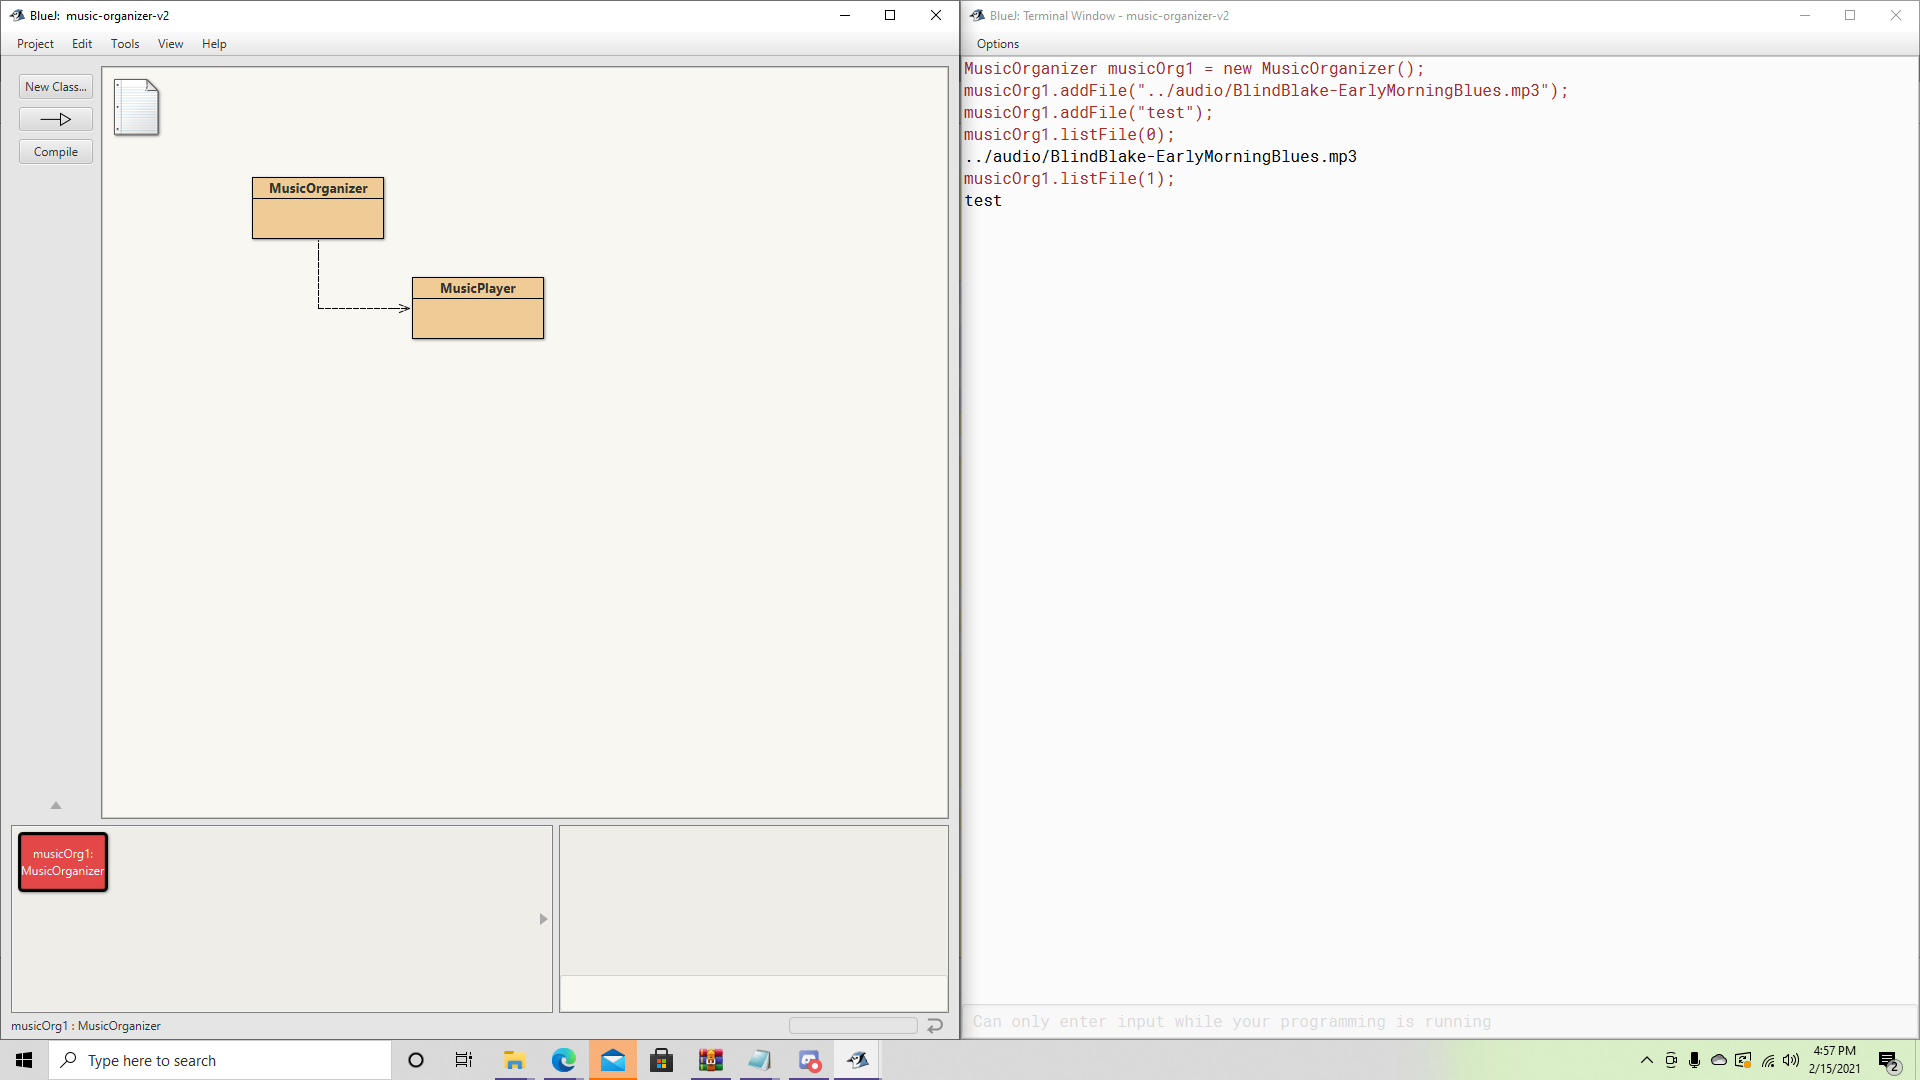 BlueJ: music-organizer-v2
Project Edit Tools View Help
New Class...
Compile
MusicOrganizer
MusicPlayer
musicOrg1:
MusicOrganizer
musicOrg1 : MusicOrganizer
BlueJ: Terminal Window - music-organizer-v2
Options
MusicOrganizer musicOrg1 = new MusicOrganizer();
musicOrg1.addFile("../audio/BlindBlake-EarlyMorningBlues.mp3");
musicOrg1.addFile("test");
musicOrg1.listFile(0);
../audio/BlindBlake-EarlyMorningBlues.mp3
musicOrg1.listFile(1);
test
Can only enter input while your programming is running
Type here to search
4:57 PM
2/15/2021
2